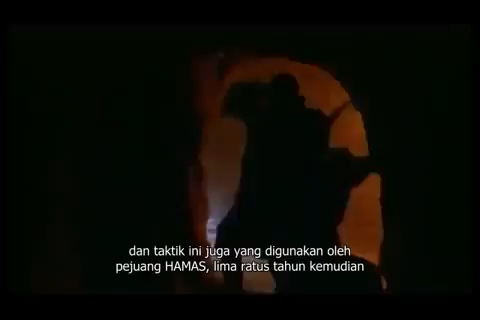 dan taktik ini juga yang digunakan oleh
pejuang HAMAS, lima ratus tahun kemudian